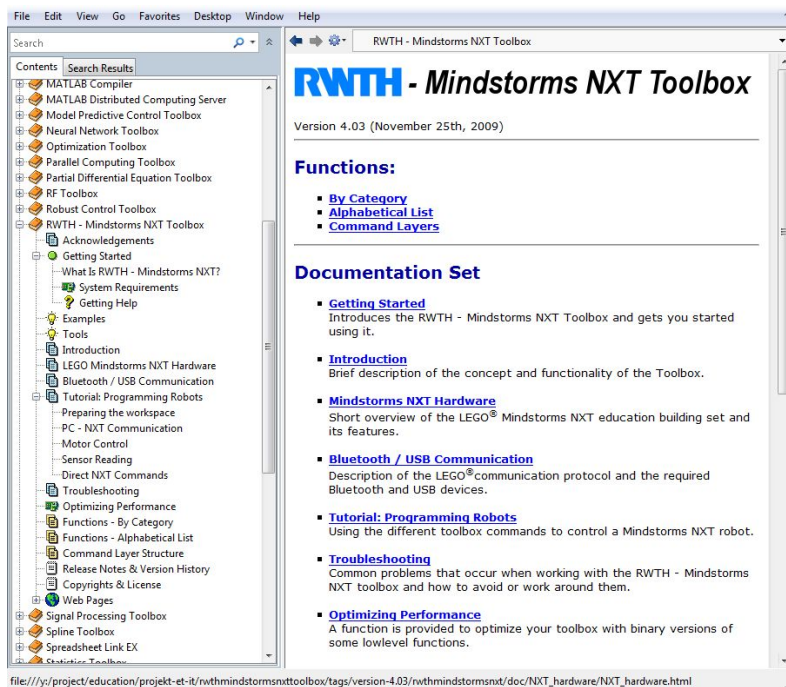 File Edit View Go Favorites Desktop Window Help
Search
Contents Search Results
MATLAB Compiler
MATLAB Distributed Computing Server
Model Predictive Control Toolbox
Neural Network Toolbox
Optimization Toolbox
Parallel Computing Toolbox
Partial Differential Equation Toolbox
RF Toolbox
Robust Control Toolbox
RWTH - Mindstorms NXT Toolbox
Acknowledgements
Getting Started
What Is RWTH - Mindstorms NXT?
System Requirements
Getting Help
Examples
Tools
Introduction
LEGO Mindstorms NXT Hardware
Bluetooth / USB Communication
Tutorial: Programming Robots
Preparing the workspace
PC - NXT Communication
Motor Control
Sensor Reading
Direct NXT Commands
Troubleshooting
Optimizing Performance
Functions - By Category
Functions - Alphabetical List
Command Layer Structure
Release Notes & Version History
Copyrights & License
Web Pages
Signal Processing Toolbox
Spline Toolbox
Spreadsheet Link EX
Statistics Toolbox
RWTH - Mindstorms NXT Toolbox
RWTH - Mindstorms NXT Toolbox
Version 4.03 (November 25th, 2009)
Functions:
By Category
Alphabetical List
Command Layers
Documentation Set
Getting Started
Introduces the RWTH - Mindstorms NXT Toolbox and gets you started
using it.
Introduction
Brief description of the concept and functionality of the Toolbox.
Mindstorms NXT Hardware
Short overview of the LEGO® Mindstorms NXT education building set and
its features.
Bluetooth / USB Communication
Description of the LEGO®communication protocol and the required
Bluetooth and USB devices.
Tutorial: Programming Robots
Using the different toolbox commands to control a Mindstorms NXT robot.
Troubleshooting
Common problems that occur when working with the RWTH - Mindstorms
NXT toolbox and how to avoid or work around them.
Optimizing Performance
A function is provided to optimize your toolbox with binary versions of
some lowlevel functions.
file:///y:/project/education/projekt-et-it/rwthmindstormsnxttoolbox/tags/version-4.03/rwthmindstormsnxt/doc/NXT_hardware/NXT_hardware.html